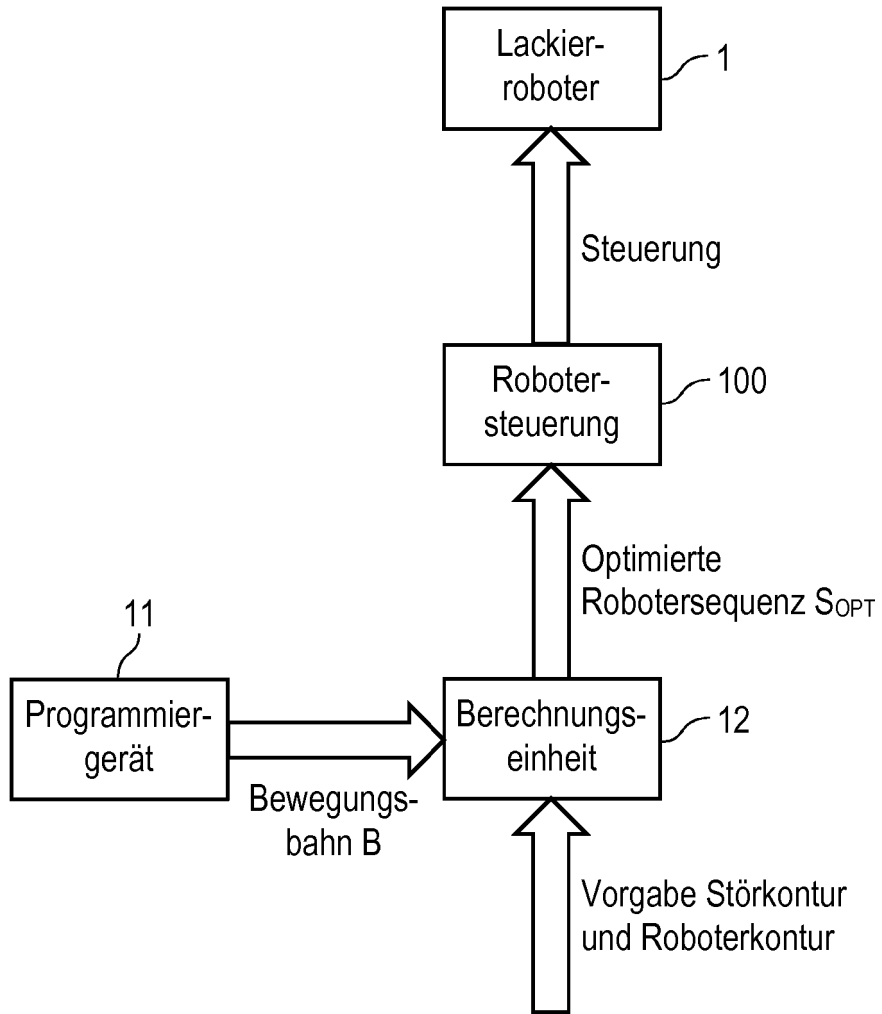 Lackier-
roboter
1
Steuerung
Roboter-
steuerung
100
Optimierte
Robotersequenz SOPT
11
Programmier-
gerät
Bewegungs-
bahn B
Berechnungs-
einheit
12
Vorgabe Störkontur
und Roboterkontur